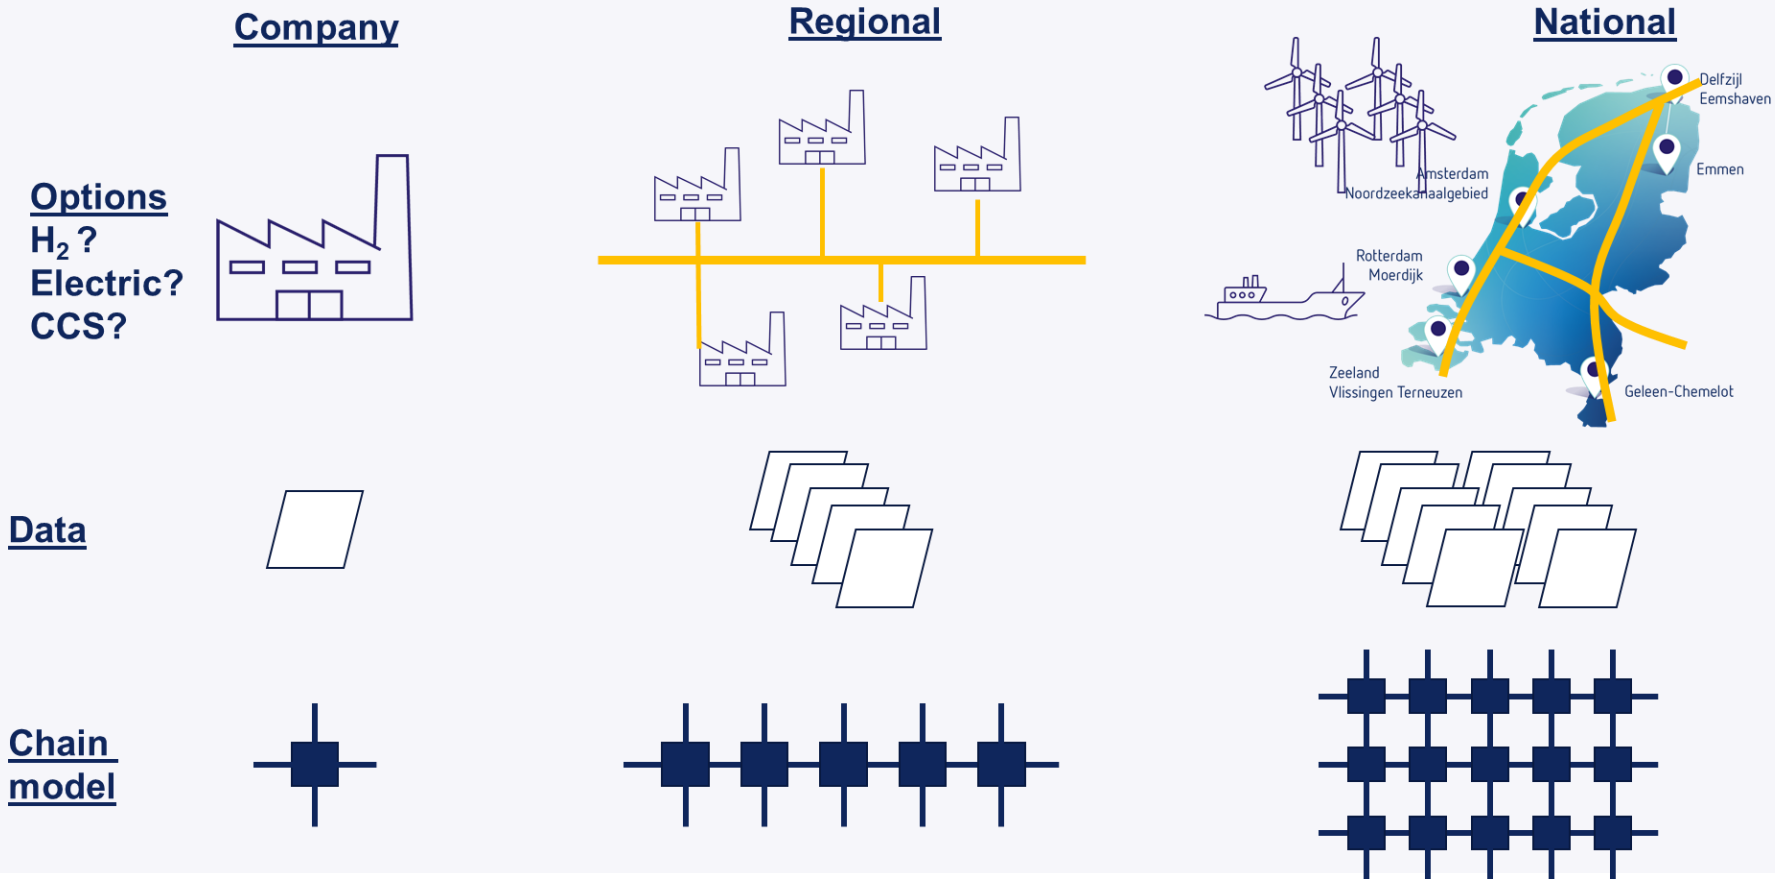 Company
Regional
National
Options
H₂ ?
Electric?
CCS?
Delfzijl
Eemshaven
Emmen
Amsterdam
Noordzeekanaalgebied
Rotterdam
Moerdijk
Zeeland
Vlissingen Terneuzen
Geleen-Chemelot
Data
Chain
model